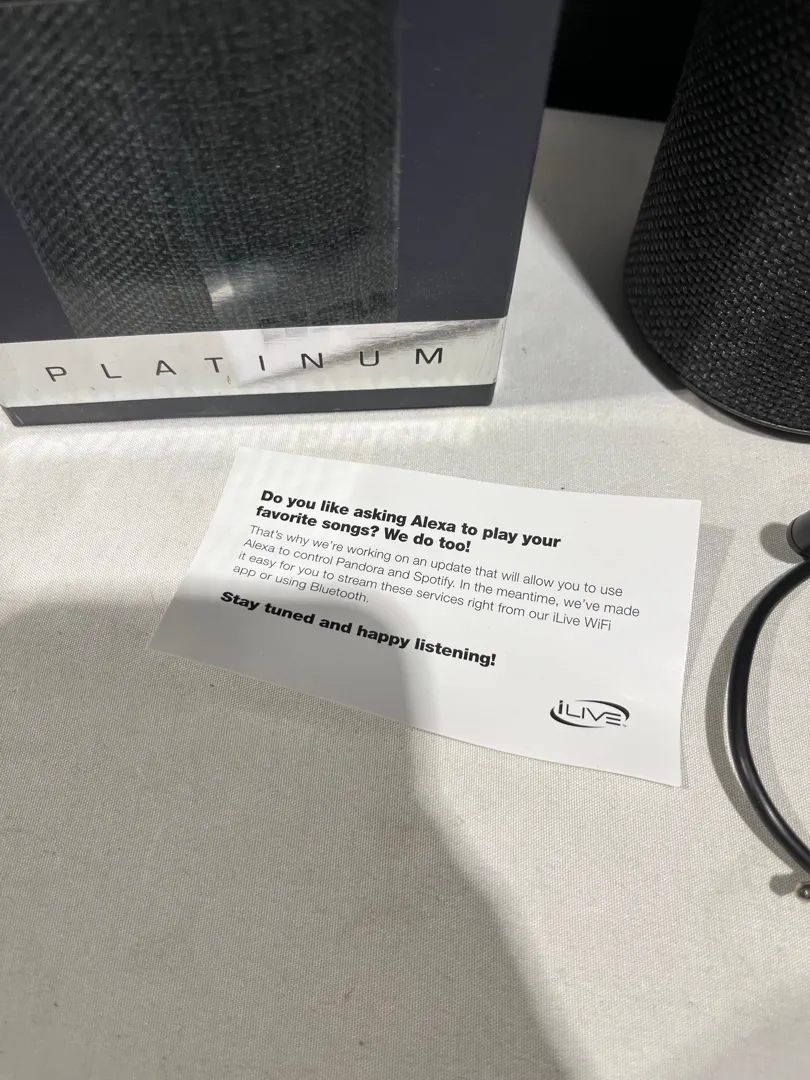 PLATINUM
Do you like asking Alexa to play your
favorite songs? We do too!
That's why we're working on an update that will allow you to use
Alexa to control Pandora and Spotify. In the meantime, we've made
it easy for you to stream these services right from our iLive WiFi
app or using Bluetooth.
Stay tuned and happy listening!
iLIVE™